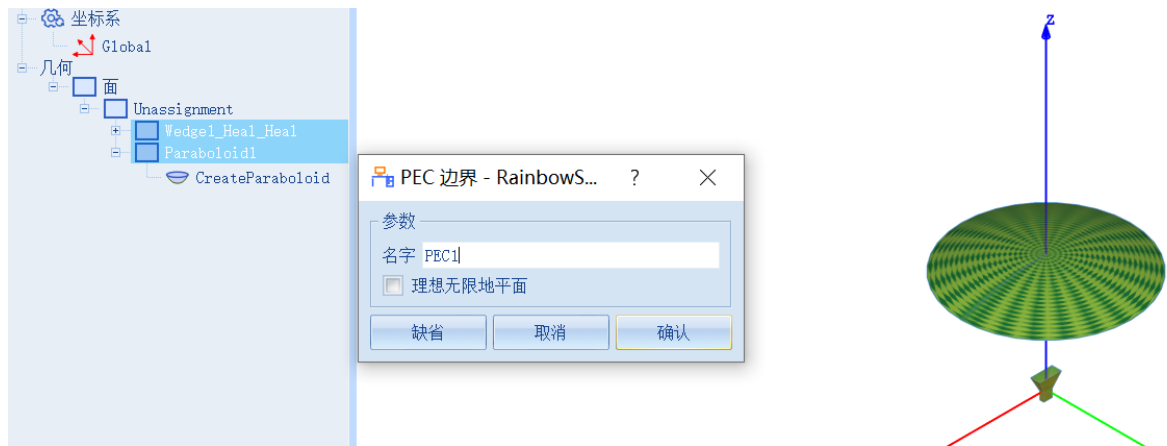 坐标系
Global
几何
面
Unassignment
Wedge1_Heal_Heal
Paraboloid1
CreateParaboloid
PEC 边界 - RainbowS... ?
参数
名字 PEC1
理想无限地平面
缺省 取消 确认
Z